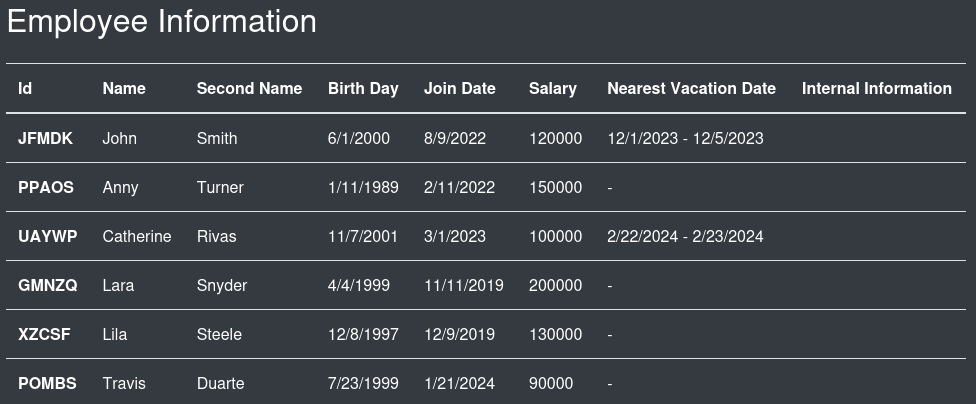 Employee Information
Id Name Second Name Birth Day Join Date Salary Nearest Vacation Date Internal Information
JFMDK John Smith 6/1/2000 8/9/2022 120000 12/1/2023 - 12/5/2023
PPAOS Anny Turner 1/11/1989 2/11/2022 150000 -
UAYWP Catherine Rivas 11/7/2001 3/1/2023 100000 2/22/2024 - 2/23/2024
GMNZQ Lara Snyder 4/4/1999 11/11/2019 200000 -
XZCSF Lila Steele 12/8/1997 12/9/2019 130000 -
POMBS Travis Duarte 7/23/1999 1/21/2024 90000 -